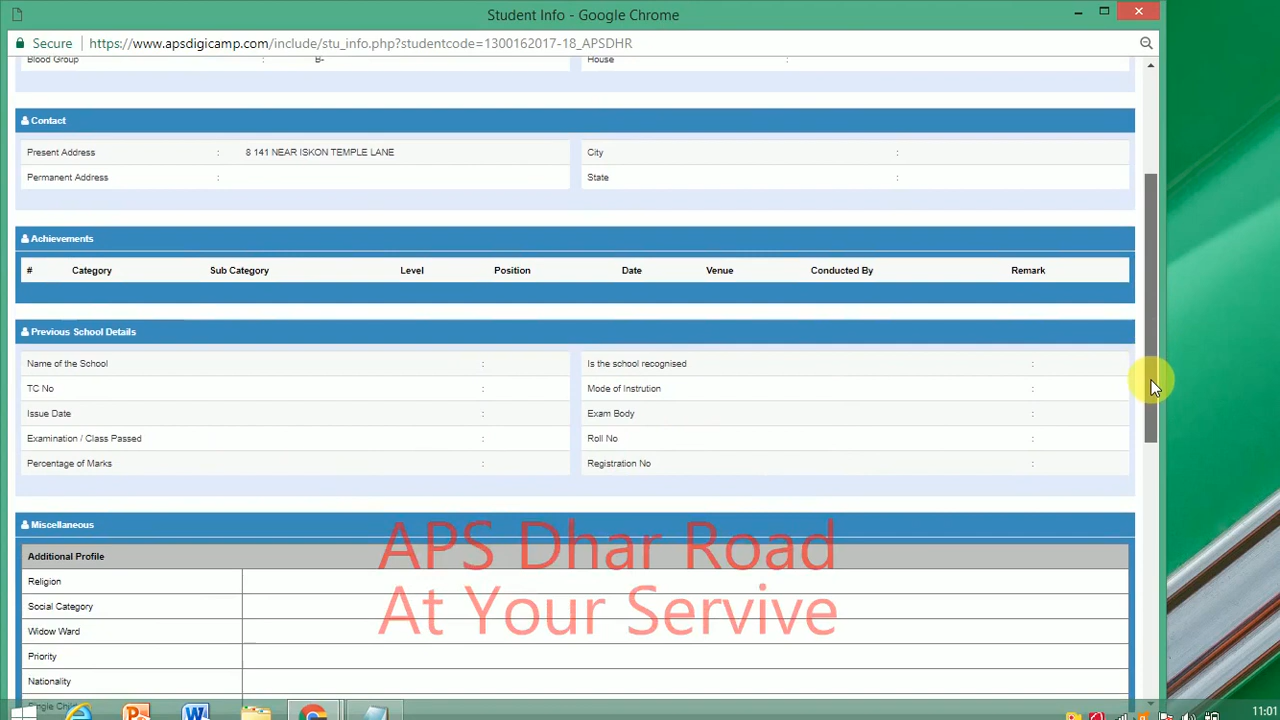 Student Info - Google Chrome
Secure https://www.apsdigicamp.com/include/stu_info.php?studentcode=1300162017-18_APSDHR
Blood Group : B- House :
Contact
Present Address : 8 141 NEAR ISKON TEMPLE LANE City :
Permanent Address : State :
Achievements
# Category Sub Category Level Position Date Venue Conducted By Remark
Previous School Details
Name of the School : Is the school recognised :
TC No : Mode of Instrution :
Issue Date : Exam Body :
Examination / Class Passed : Roll No :
Percentage of Marks : Registration No :
Miscellaneous
Additional Profile
APS Dhar Road
Religion
Social Category
At Your Servive
Widow Ward
Priority
Nationality
Single Child
11:01